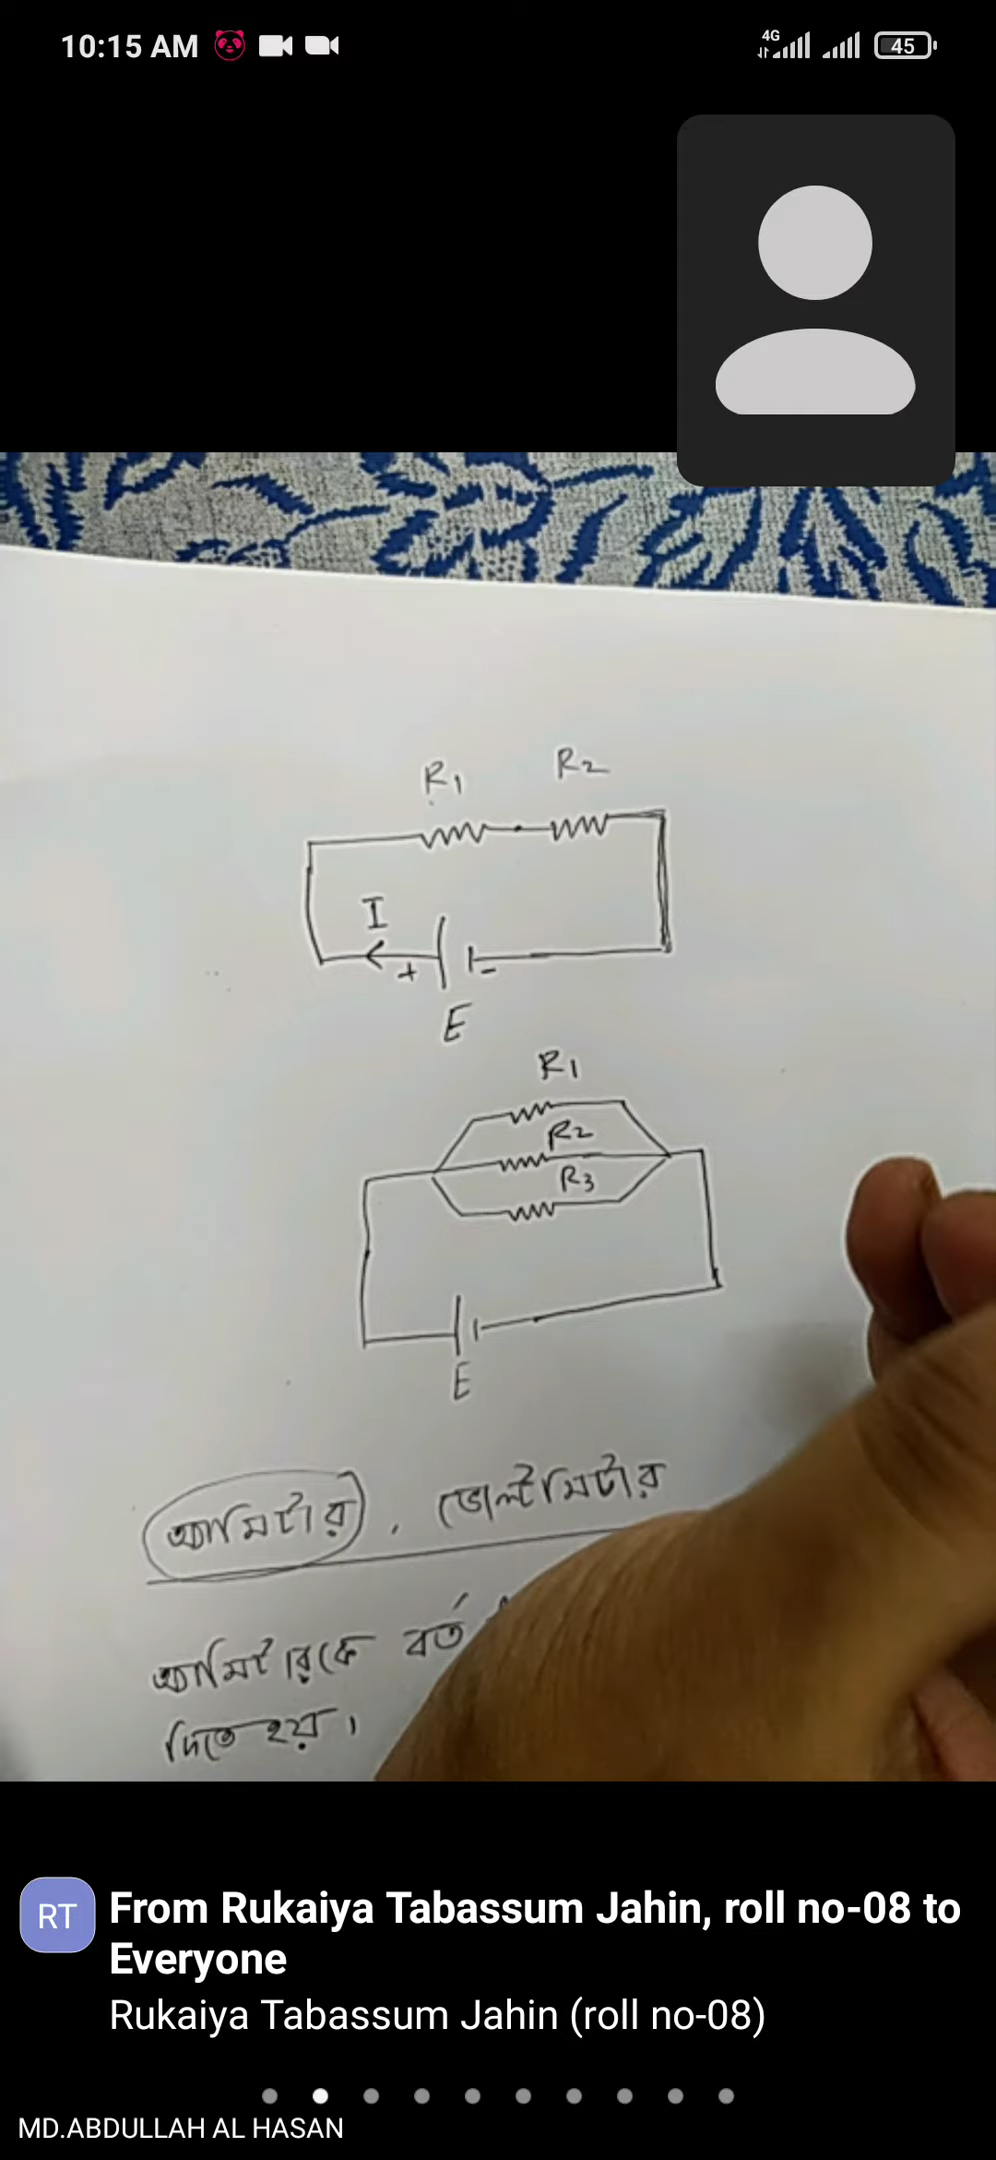 10:15 AM
4G
45
R1
R2
I
+
-
E
R1
R2
R3
E
অ্যামিটার, ভোল্টমিটার
অ্যামিটারকে
দিতে হয়।
RT
From Rukaiya Tabassum Jahin, roll no-08 to
Everyone
Rukaiya Tabassum Jahin (roll no-08)
MD.ABDULLAH AL HASAN